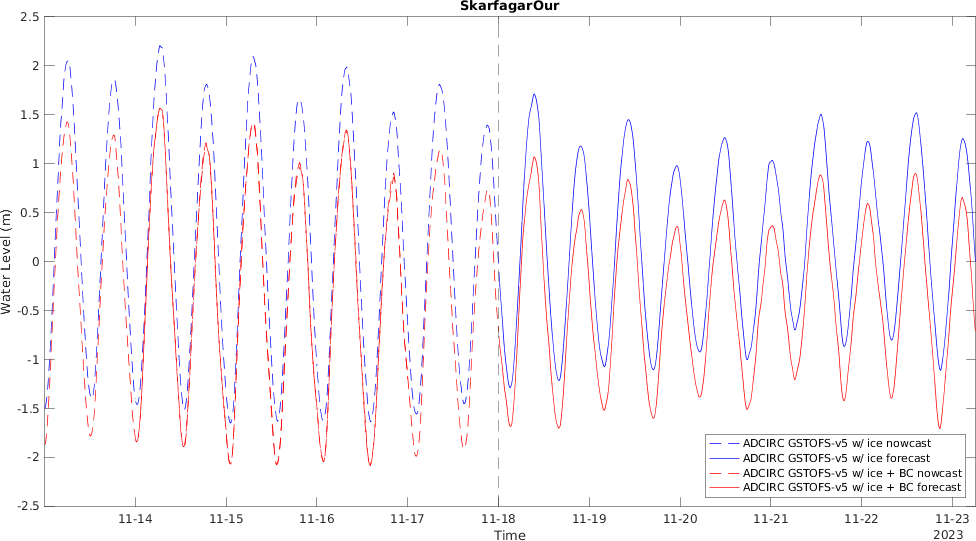 SkarfagarOur
2.5
2
1.5
1
0.5
0
-0.5
-1
-1.5
-2
-2.5
Water Level (m)
11-14 11-15 11-16 11-17 11-18 11-19 11-20 11-21 11-22 11-23
2023
Time
ADCIRC GSTOFS-v5 w/ ice nowcast
ADCIRC GSTOFS-v5 w/ ice forecast
ADCIRC GSTOFS-v5 w/ ice + BC nowcast
ADCIRC GSTOFS-v5 w/ ice + BC forecast